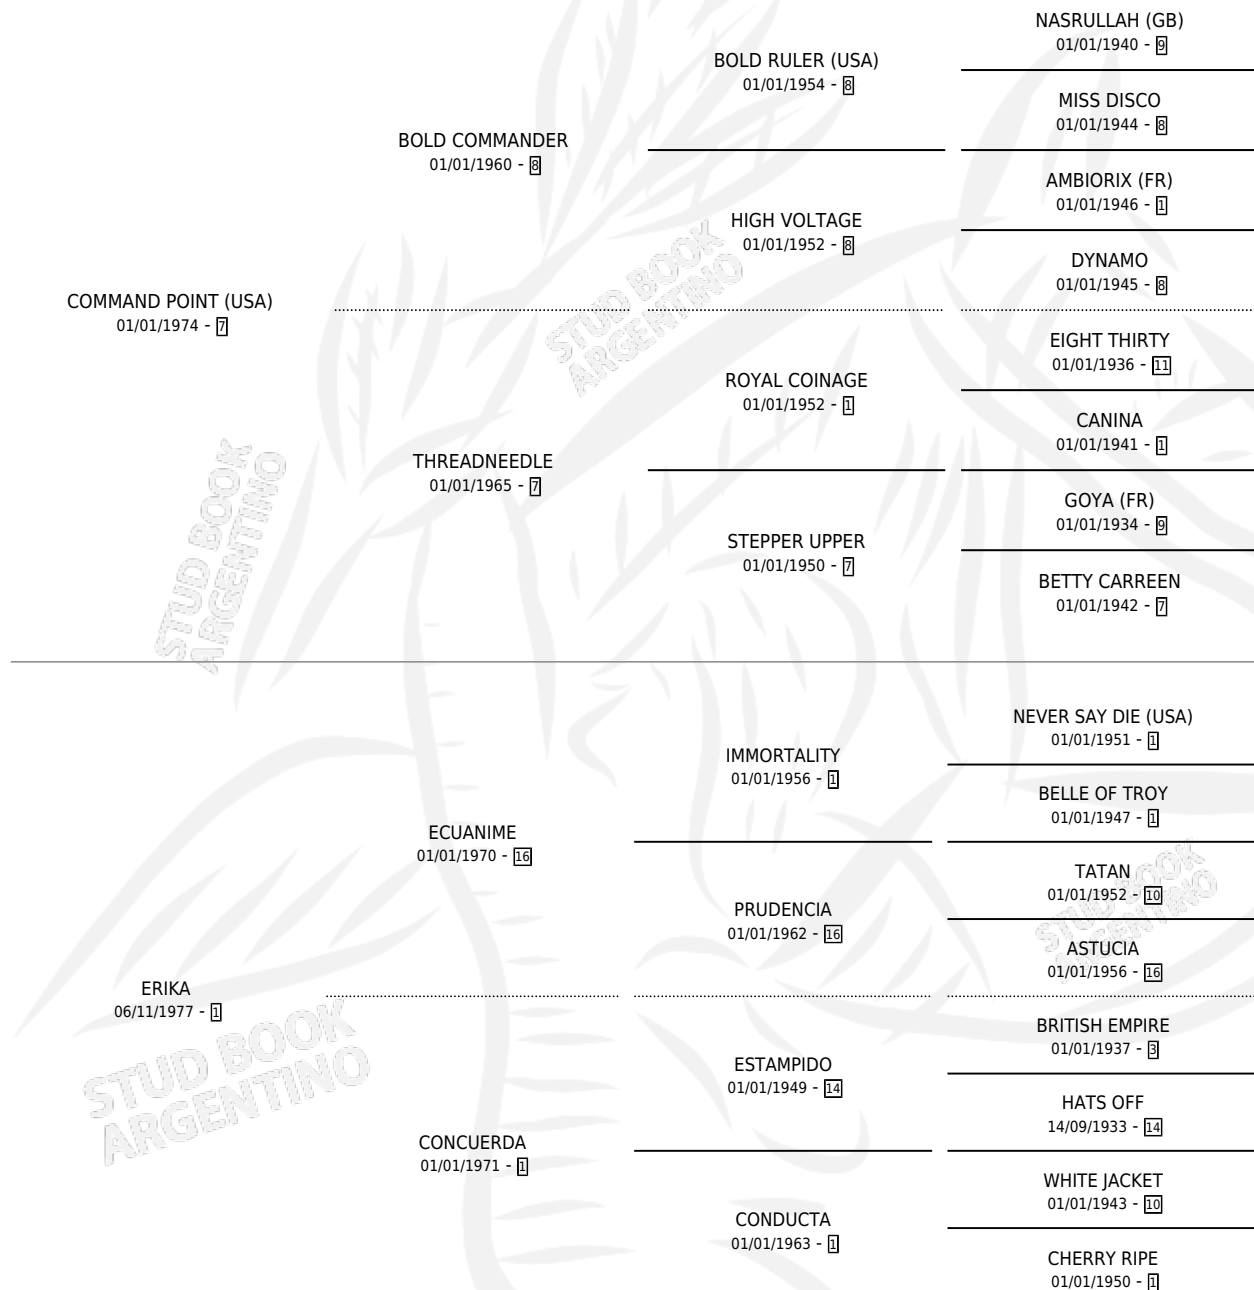 NASRULLAH (GB)
01/01/1940 - 9
BOLD RULER (USA)
01/01/1954 - 8
MISS DISCO
01/01/1944 - 8
BOLD COMMANDER
01/01/1960 - 8
AMBIORIX (FR)
01/01/1946 - 1
HIGH VOLTAGE
01/01/1952 - 8
DYNAMO
01/01/1945 - 8
COMMAND POINT (USA)
01/01/1974 - 7
EIGHT THIRTY
01/01/1936 - 11
ROYAL COINAGE
01/01/1952 - 1
CANINA
01/01/1941 - 1
THREADNEEDLE
01/01/1965 - 7
GOYA (FR)
01/01/1934 - 9
STEPPER UPPER
01/01/1950 - 7
BETTY CARREEN
01/01/1942 - 7
NEVER SAY DIE (USA)
01/01/1951 - 1
IMMORTALITY
01/01/1956 - 1
BELLE OF TROY
01/01/1947 - 1
ECUANIME
01/01/1970 - 16
TATAN
01/01/1952 - 10
PRUDENCIA
01/01/1962 - 16
ASTUCIA
01/01/1956 - 16
ERIKA
06/11/1977 - 1
BRITISH EMPIRE
01/01/1937 - 3
ESTAMPIDO
01/01/1949 - 14
HATS OFF
14/09/1933 - 14
CONCUERDA
01/01/1971 - 1
WHITE JACKET
01/01/1943 - 10
CONDUCTA
01/01/1963 - 1
CHERRY RIPE
01/01/1950 - 1
STUD BOOK
ARGENTINO
STUD BOOK
ARGENTINO
STUD BOOK
ARGENTINO
STUD BOOK
ARGENTINO